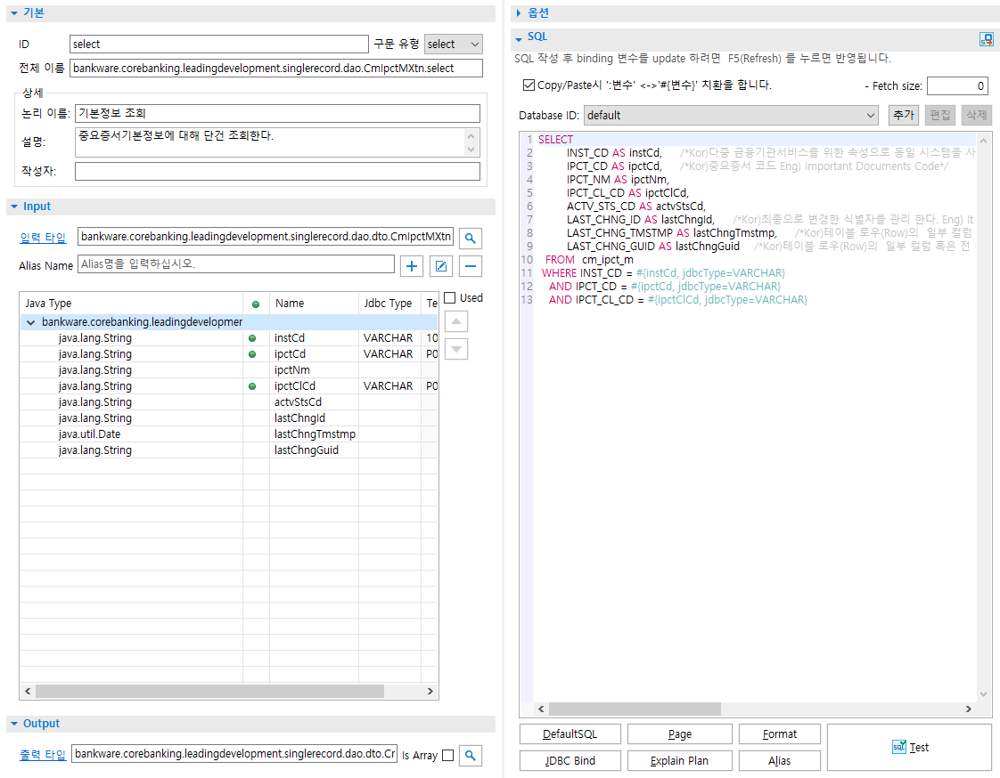 기본
ID
select
구문 유형
select
전체 이름
bankware.corebanking.leadingdevelopment.singlerecord.dao.CmIpctMXtn.select
상세
논리 이름:
기본정보 조회
설명:
중요증서기본정보에 대해 단건 조회한다.
작성자:
Input
입력 타입
bankware.corebanking.leadingdevelopment.singlerecord.dao.dto.CmIpctMXtn
Alias Name
Alias명을 입력하십시오.
Used
Java Type Name Jdbc Type Te
bankware.corebanking.leadingdevelopmer
java.lang.String instCd VARCHAR 10
java.lang.String ipctCd VARCHAR P0
java.lang.String ipctNm
java.lang.String ipctClCd VARCHAR P0
java.lang.String actvStsCd
java.lang.String lastChngId
java.util.Date lastChngTmstmp
java.lang.String lastChngGuid
Output
출력 타입
bankware.corebanking.leadingdevelopment.singlerecord.dao.dto.Cr
Is Array
옵션
SQL
SQL 작성 후 binding 변수를 update 하려면 F5(Refresh) 를 누르면 반영됩니다.
Copy/Paste시 ':변수' <->'#{변수}' 치환을 합니다.
- Fetch size:
0
Database ID:
default
추가
편집
삭제
1 SELECT
2 INST_CD AS instCd, /*Kor)다중 금융기관서비스를 위한 속성으로 동일 시스템을 사
3 IPCT_CD AS ipctCd, /*Kor)중요증서 코드 Eng) Important Documents Code*/
4 IPCT_NM AS ipctNm,
5 IPCT_CL_CD AS ipctClCd,
6 ACTV_STS_CD AS actvStsCd,
7 LAST_CHNG_ID AS lastChngId, /*Kor)최종으로 변경한 식별자를 관리 한다. Eng) It
8 LAST_CHNG_TMSTMP AS lastChngTmstmp, /*Kor)테이블 로우(Row)의 일부 컬럼
9 LAST_CHNG_GUID AS lastChngGuid /*Kor)테이블 로우(Row)의 일부 컬럼 혹은 전
10 FROM cm_ipct_m
11 WHERE INST_CD = #{instCd, jdbcType=VARCHAR}
12 AND IPCT_CD = #{ipctCd, jdbcType=VARCHAR}
13 AND IPCT_CL_CD = #{ipctClCd, jdbcType=VARCHAR}
DefaultSQL
Page
Format
JDBC Bind
Explain Plan
Alias
Test